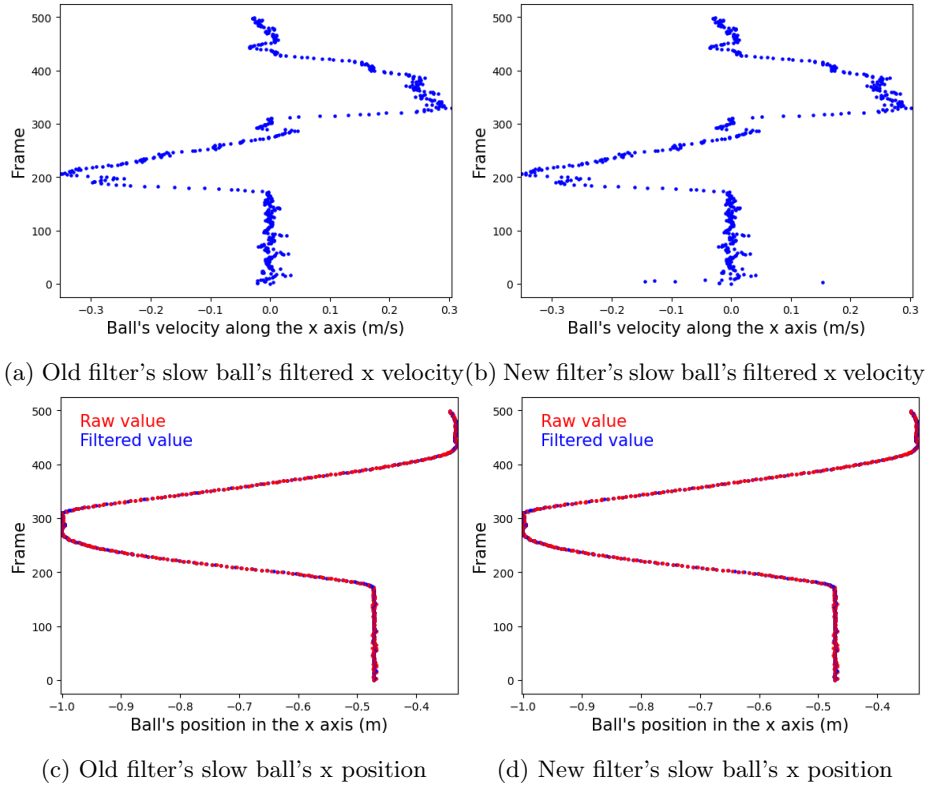 500
400
300
200
100
0
Frame
−0.3 −0.2 −0.1 0.0 0.1 0.2 0.3
Ball's velocity along the x axis (m/s)
500
400
300
200
100
0
Frame
−0.3 −0.2 −0.1 0.0 0.1 0.2 0.3
Ball's velocity along the x axis (m/s)
(a) Old filter's slow ball's filtered x velocity
(b) New filter's slow ball's filtered x velocity
500
400
300
200
100
0
Frame
Raw value
Filtered value
−1.0 −0.9 −0.8 −0.7 −0.6 −0.5 −0.4
Ball's position in the x axis (m)
500
400
300
200
100
0
Frame
Raw value
Filtered value
−1.0 −0.9 −0.8 −0.7 −0.6 −0.5 −0.4
Ball's position in the x axis (m)
(c) Old filter's slow ball's x position
(d) New filter's slow ball's x position